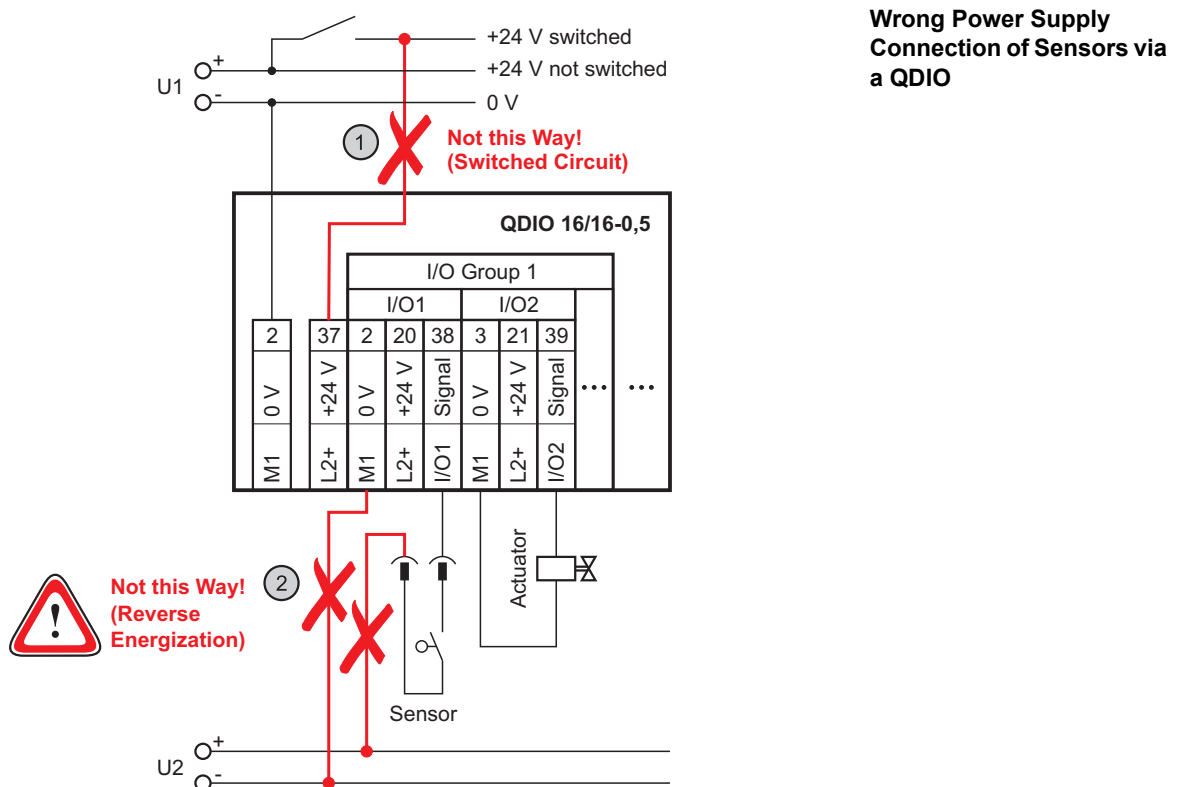 Wrong Power Supply
Connection of Sensors via
a QDIO
+24 V switched
+
+24 V not switched
U1
-
0 V
1
Not this Way!
(Switched Circuit)
QDIO 16/16-0,5
I/O Group 1
I/O1 I/O2
2 37 2 20 38 3 21 39
0 V +24 V 0 V +24 V Signal 0 V +24 V Signal ... ...
M1 L2+ M1 L2+ I/O1 M1 L2+ I/O2
!
Not this Way!
(Reverse
Energization)
2
Actuator
Sensor
+
U2
-